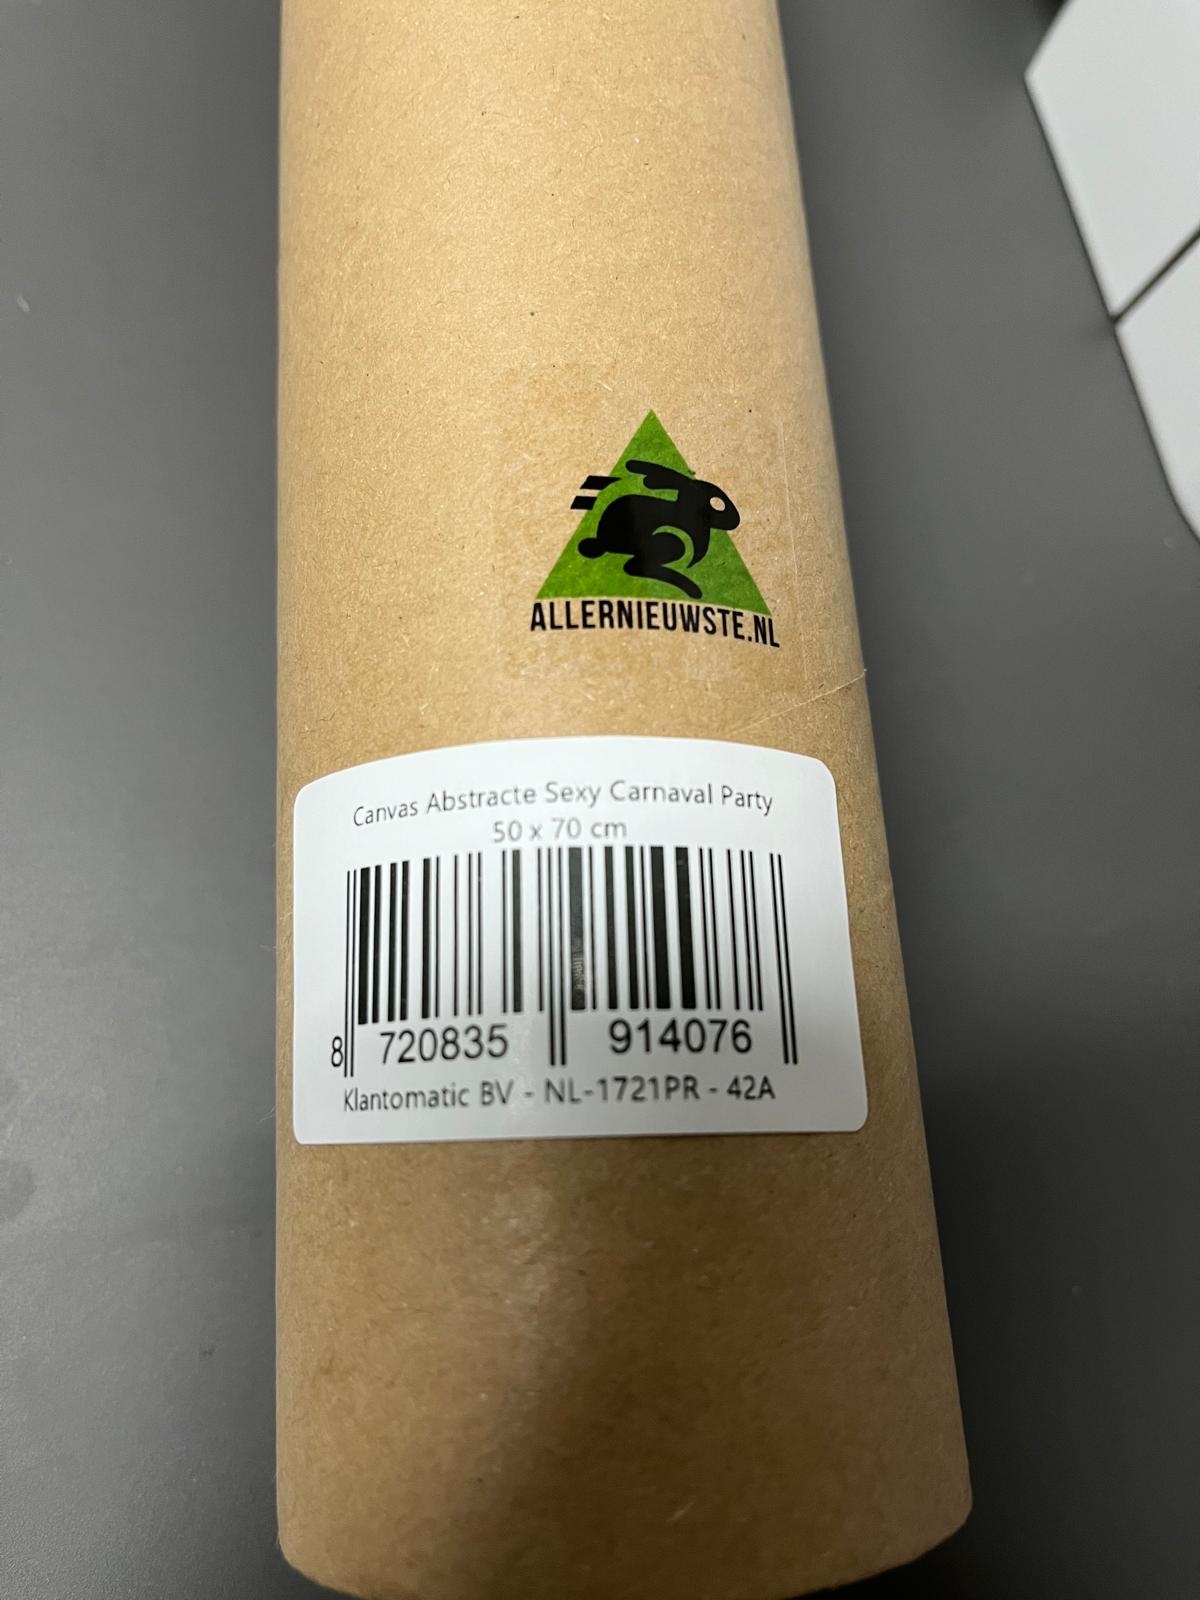 ALLERNIEUWSTE.NL
Canvas Abstracte Sexy Carnaval Party
50 x 70 cm
8 720835 914076
Klantomatic BV - NL-1721PR - 42A